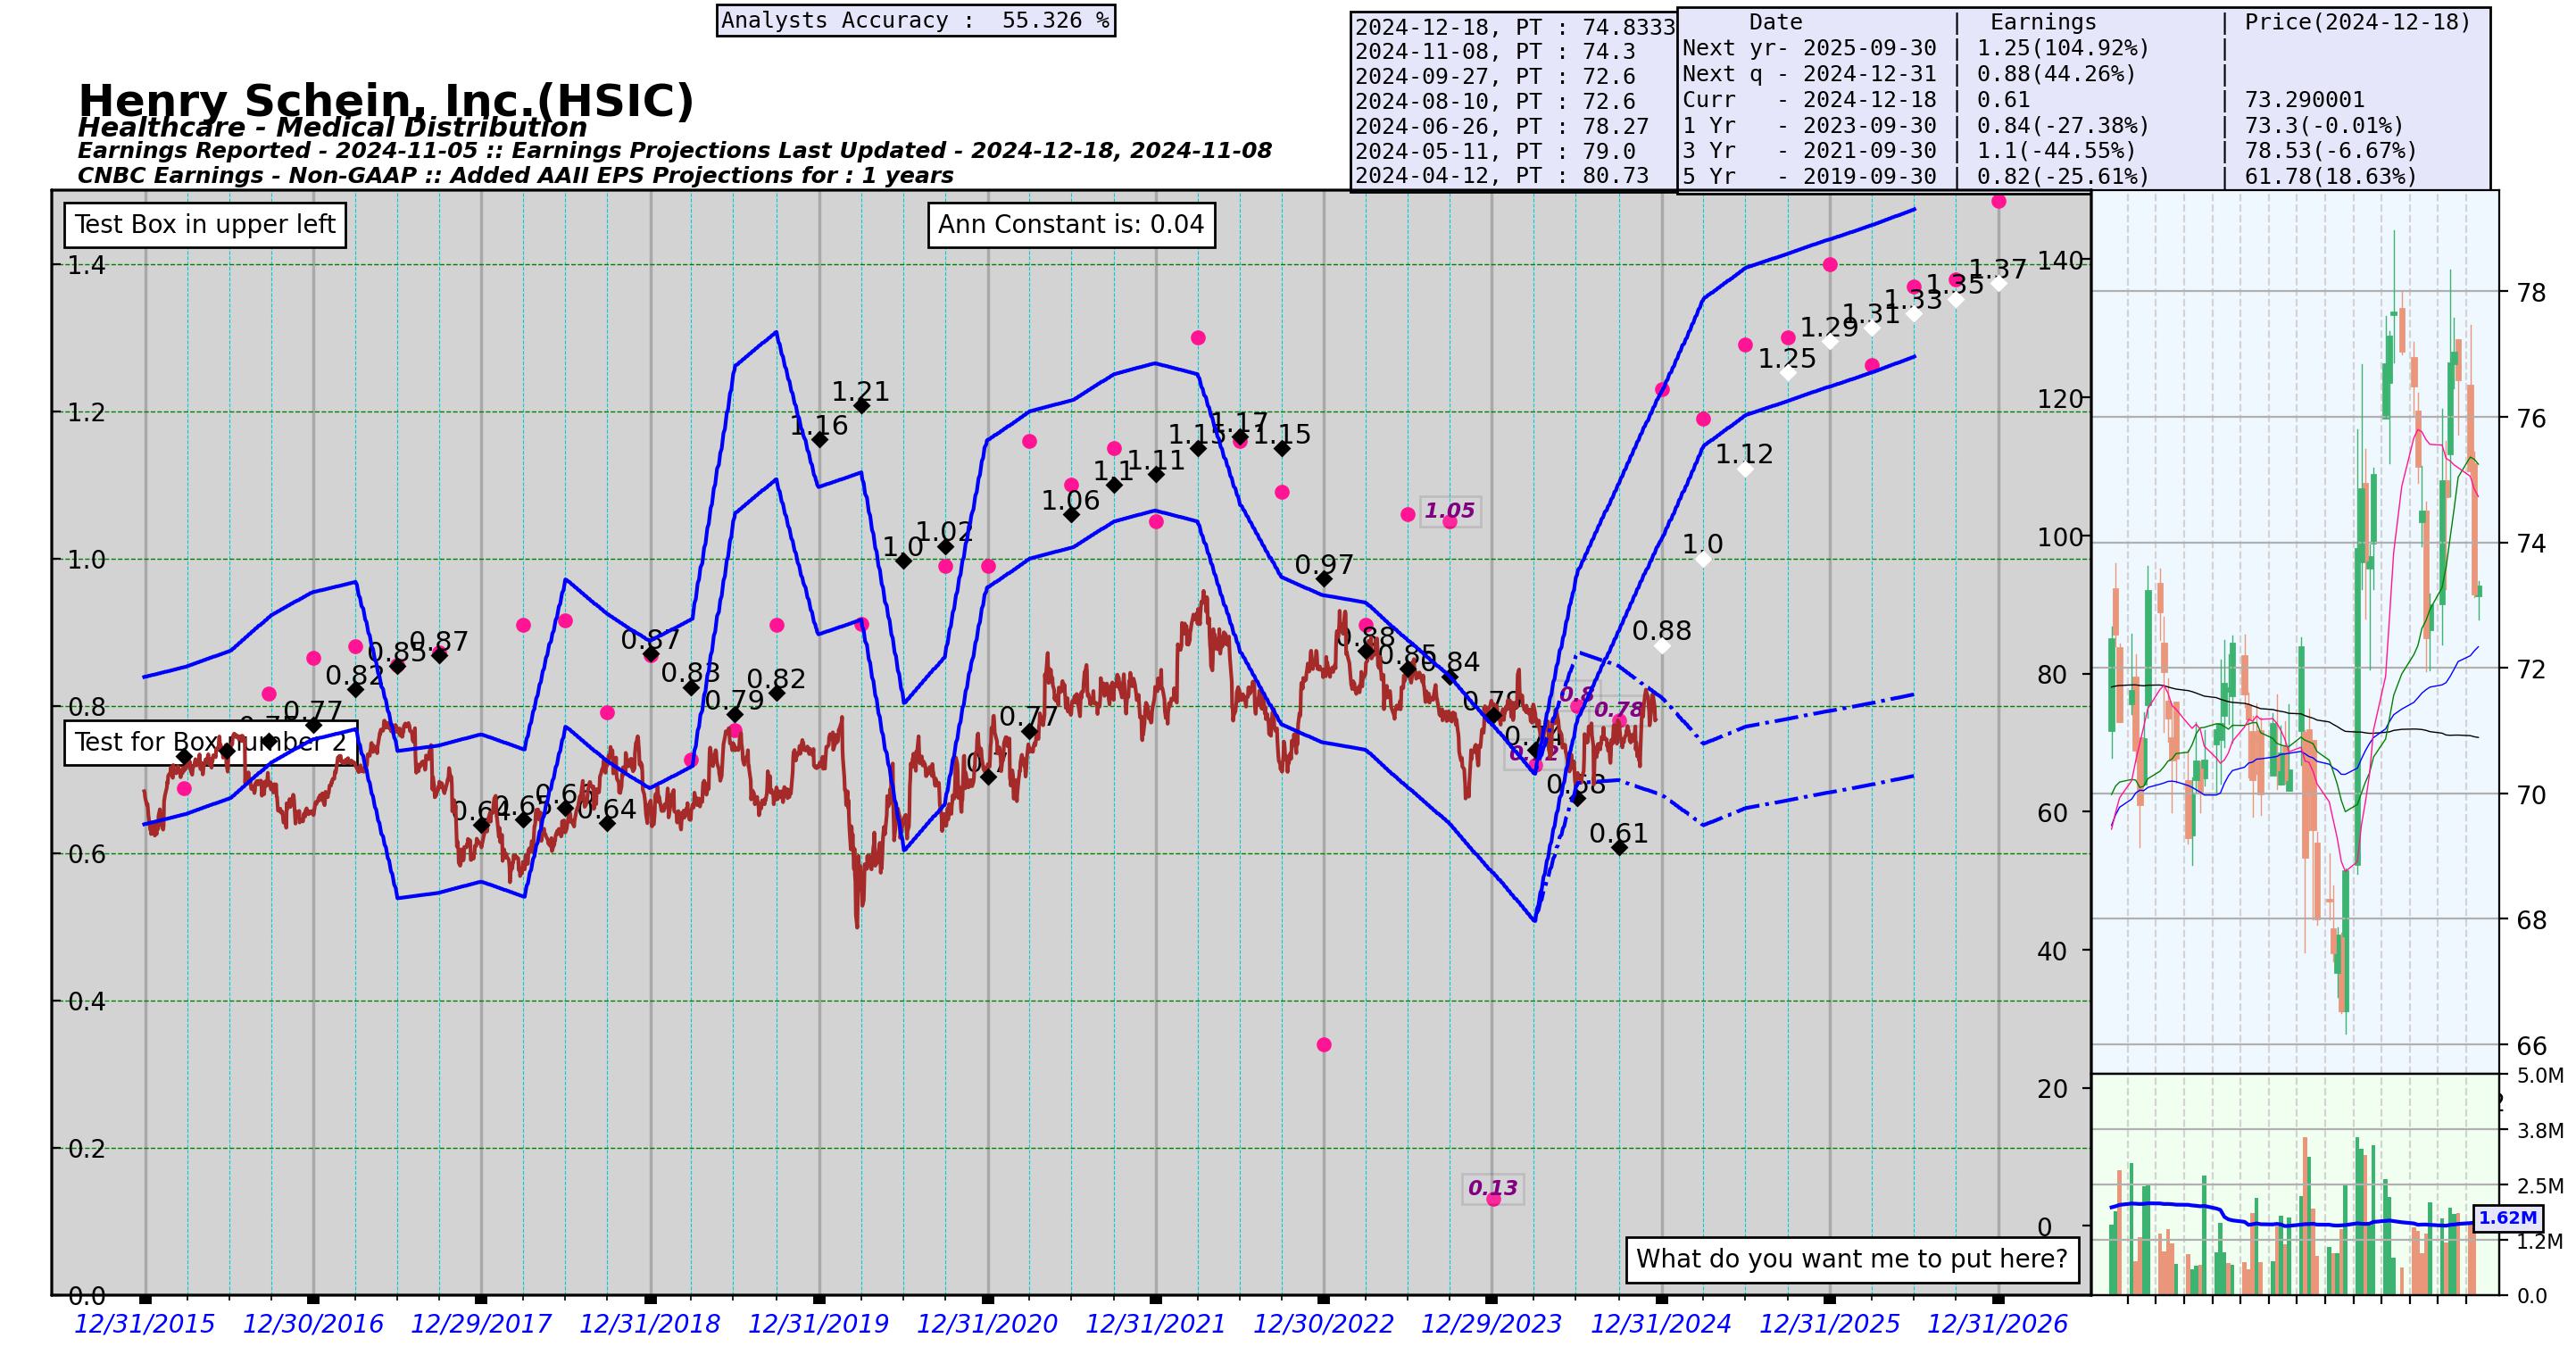 Analysts Accuracy :  55.326 %
Henry Schein, Inc.(HSIC)
Healthcare - Medical Distribution
Earnings Reported - 2024-11-05 :: Earnings Projections Last Updated - 2024-12-18, 2024-11-08
CNBC Earnings - Non-GAAP :: Added AAII EPS Projections for : 1 years
2024-12-18, PT : 74.8333
2024-11-08, PT : 74.3
2024-09-27, PT : 72.6
2024-08-10, PT : 72.6
2024-06-26, PT : 78.27
2024-05-11, PT : 79.0
2024-04-12, PT : 80.73
Date | Earnings | Price(2024-12-18)
Next yr- 2025-09-30 | 1.25(104.92%) |
Next q - 2024-12-31 | 0.88(44.26%) |
Curr - 2024-12-18 | 0.61 | 73.290001
1 Yr - 2023-09-30 | 0.84(-27.38%) | 73.3(-0.01%)
3 Yr - 2021-09-30 | 1.1(-44.55%) | 78.53(-6.67%)
5 Yr - 2019-09-30 | 0.82(-25.61%) | 61.78(18.63%)
Test Box in upper left
Ann Constant is: 0.04
1.4
1.2
1.0
0.8
0.6
0.4
0.2
0.0
Test for Box number 2
0.77
0.82
0.85
0.87
0.64
0.65
0.64
0.87
0.83
0.79
0.82
1.16
1.21
1.0
1.02
0.7
0.77
1.06
1.1
1.11
1.15
1.17
1.15
0.97
0.88
0.85
0.84
1.05
0.13
0.8
0.78
0.61
0.88
1.0
1.12
1.25
1.29
1.31
1.33
1.35
1.37
140
120
100
80
60
40
20
0
What do you want me to put here?
78
76
74
72
70
68
66
5.0M
3.8M
2.5M
1.62M
1.2M
0.0
12/31/2015
12/30/2016
12/29/2017
12/31/2018
12/31/2019
12/31/2020
12/31/2021
12/30/2022
12/29/2023
12/31/2024
12/31/2025
12/31/2026